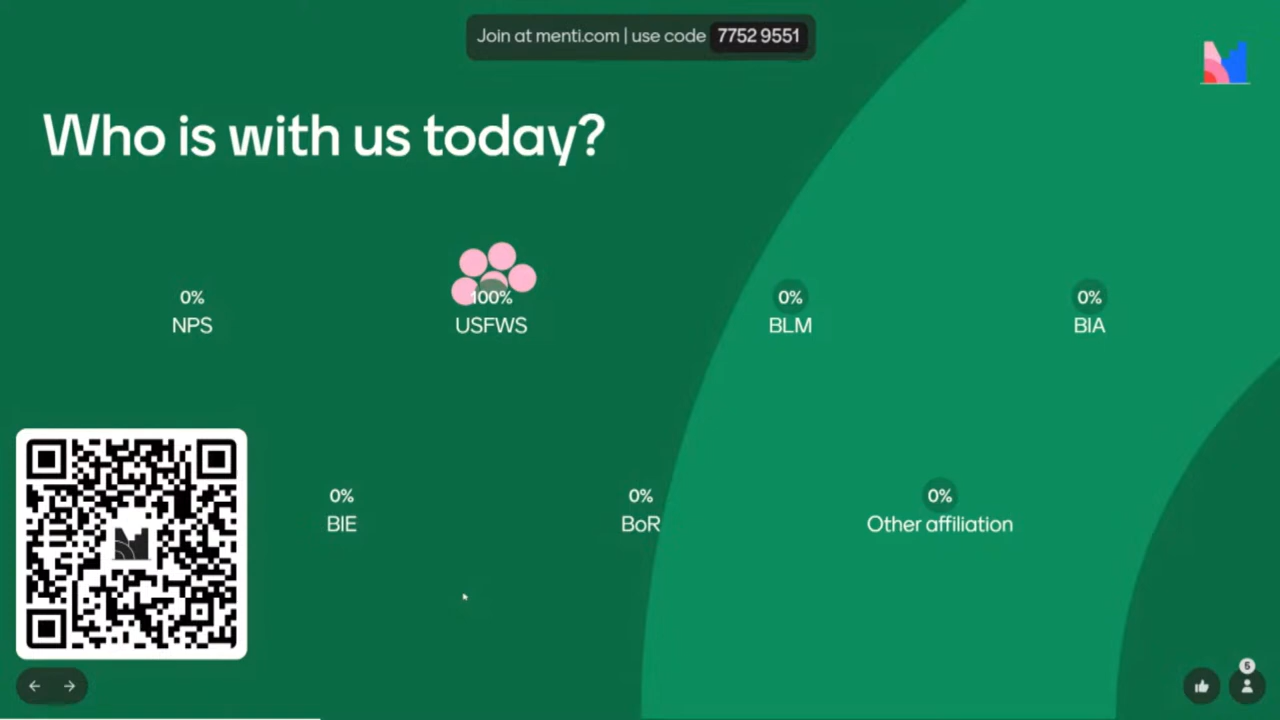 Join at menti.com | use code 7752 9551
Who is with us today?
0%
NPS
100%
USFWS
0%
BLM
0%
BIA
0%
BIE
0%
BoR
0%
Other affiliation
5